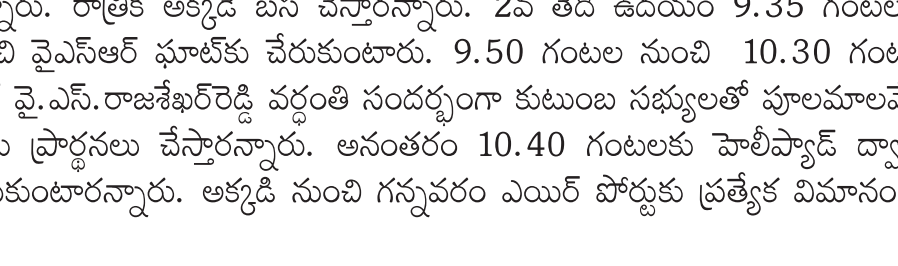 ్నరు. రాత్రికి అక్కడే బస చేస్తారన్నారు. 2వ తేదీ ఉదయం 9.35 గంటల
చి వైఎస్ఆర్ ఘాట్‌కు చేరుకుంటారు. 9.50 గంటల నుంచి 10.30 గంట
వై.ఎస్.రాజశేఖర్‌రెడ్డి వర్ధంతి సందర్భంగా కుటుంబ సభ్యులతో పూలమాలవే
ప్రార్థనలు చేస్తారన్నారు. అనంతరం 10.40 గంటలకు హెలీప్యాడ్ ద్వా
కుంటారన్నారు. అక్కడి నుంచి గన్నవరం ఎయిర్ పోర్టుకు ప్రత్యేక విమానం